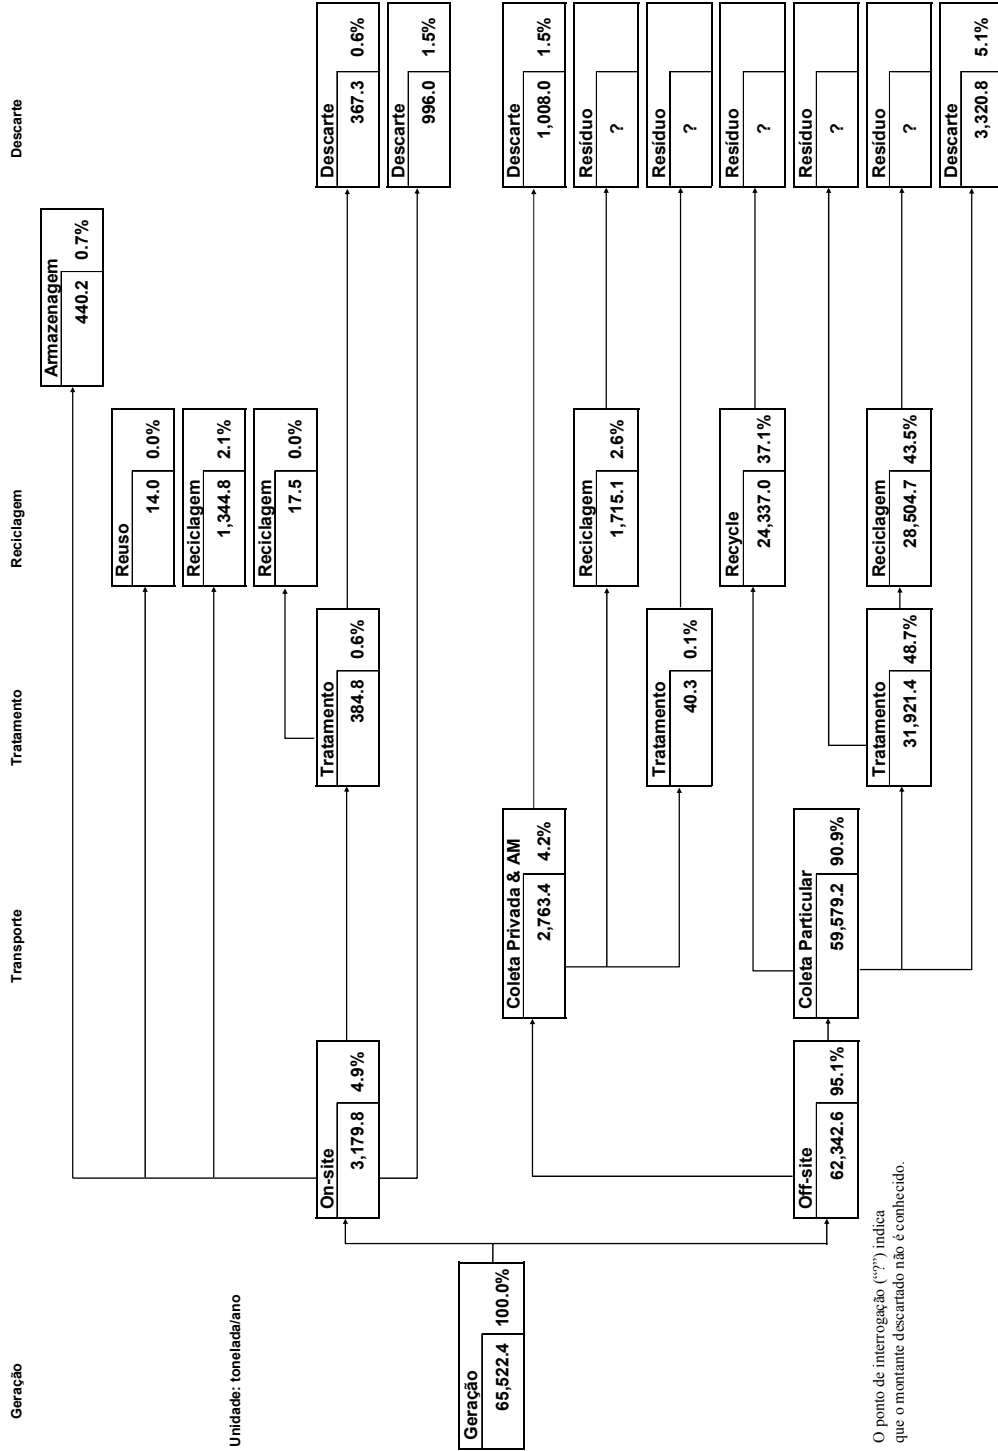 Geração
Transporte
Tratamento
Reciclagem
Descarte
Unidade: tonelada/ano
Geração
65,522.4 100.0%
On-site
3,179.8 4.9%
Off-site
62,342.6 95.1%
Coleta Privada & AM
2,763.4 4.2%
Coleta Particular
59,579.2 90.9%
Tratamento
384.8 0.6%
Tratamento
40.3 0.1%
Tratamento
31,921.4 48.7%
Reuso
14.0 0.0%
Reciclagem
1,344.8 2.1%
Reciclagem
17.5 0.0%
Reciclagem
1,715.1 2.6%
Recycle
24,337.0 37.1%
Reciclagem
28,504.7 43.5%
Armazenagem
440.2 0.7%
Descarte
367.3 0.6%
Descarte
996.0 1.5%
Descarte
1,008.0 1.5%
Resíduo
?
Resíduo
?
Resíduo
?
Resíduo
?
Resíduo
?
Descarte
3,320.8 5.1%
O ponto de interrogação (“?”) indica
que o montante descartado não é conhecido.